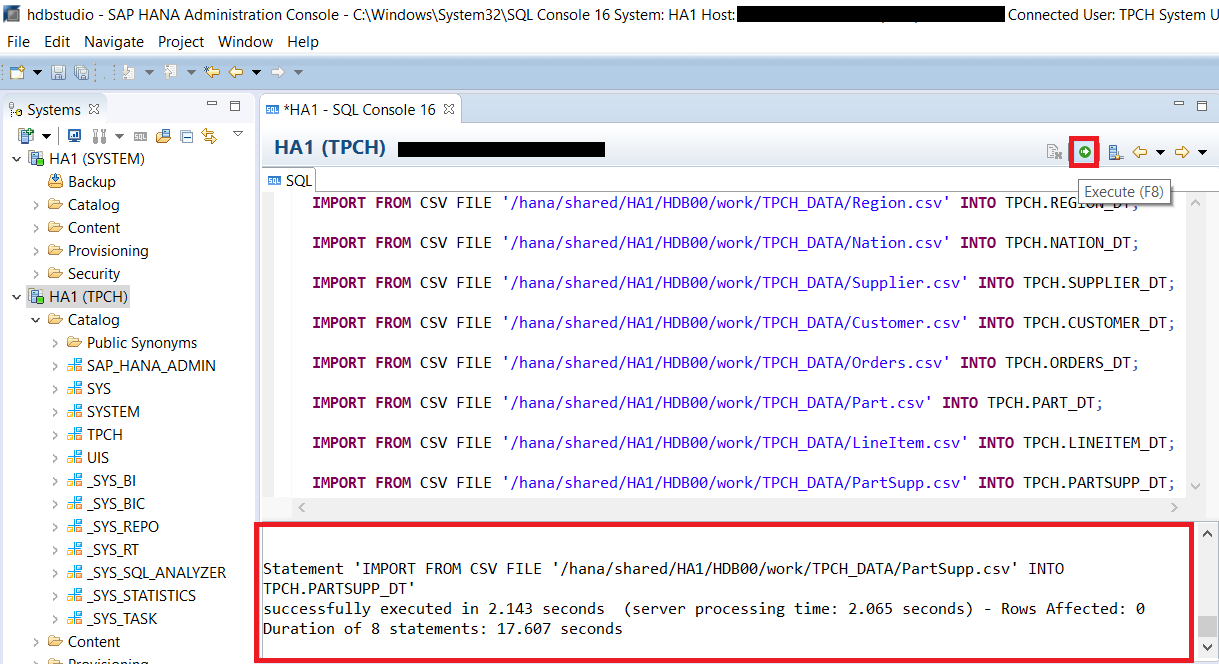 hdbstudio - SAP HANA Administration Console - C:\Windows\System32\SQL Console 16 System: HA1 Host: Connected User: TPCH System U
File Edit Navigate Project Window Help
Systems
*HA1 - SQL Console 16
SQL
HA1 (SYSTEM)
Backup
Catalog
Content
Provisioning
Security
HA1 (TPCH)
Catalog
Public Synonyms
SAP_HANA_ADMIN
SYS
SYSTEM
TPCH
UIS
_SYS_BI
_SYS_BIC
_SYS_REPO
_SYS_RT
_SYS_SQL_ANALYZER
_SYS_STATISTICS
_SYS_TASK
Content
Provisioning
HA1 (TPCH)
SQL
Execute (F8)
IMPORT FROM CSV FILE '/hana/shared/HA1/HDB00/work/TPCH_DATA/Region.csv' INTO TPCH.REGION_DT;
IMPORT FROM CSV FILE '/hana/shared/HA1/HDB00/work/TPCH_DATA/Nation.csv' INTO TPCH.NATION_DT;
IMPORT FROM CSV FILE '/hana/shared/HA1/HDB00/work/TPCH_DATA/Supplier.csv' INTO TPCH.SUPPLIER_DT;
IMPORT FROM CSV FILE '/hana/shared/HA1/HDB00/work/TPCH_DATA/Customer.csv' INTO TPCH.CUSTOMER_DT;
IMPORT FROM CSV FILE '/hana/shared/HA1/HDB00/work/TPCH_DATA/Orders.csv' INTO TPCH.ORDERS_DT;
IMPORT FROM CSV FILE '/hana/shared/HA1/HDB00/work/TPCH_DATA/Part.csv' INTO TPCH.PART_DT;
IMPORT FROM CSV FILE '/hana/shared/HA1/HDB00/work/TPCH_DATA/LineItem.csv' INTO TPCH.LINEITEM_DT;
IMPORT FROM CSV FILE '/hana/shared/HA1/HDB00/work/TPCH_DATA/PartSupp.csv' INTO TPCH.PARTSUPP_DT;
Statement 'IMPORT FROM CSV FILE '/hana/shared/HA1/HDB00/work/TPCH_DATA/PartSupp.csv' INTO
TPCH.PARTSUPP_DT'
successfully executed in 2.143 seconds (server processing time: 2.065 seconds) - Rows Affected: 0
Duration of 8 statements: 17.607 seconds